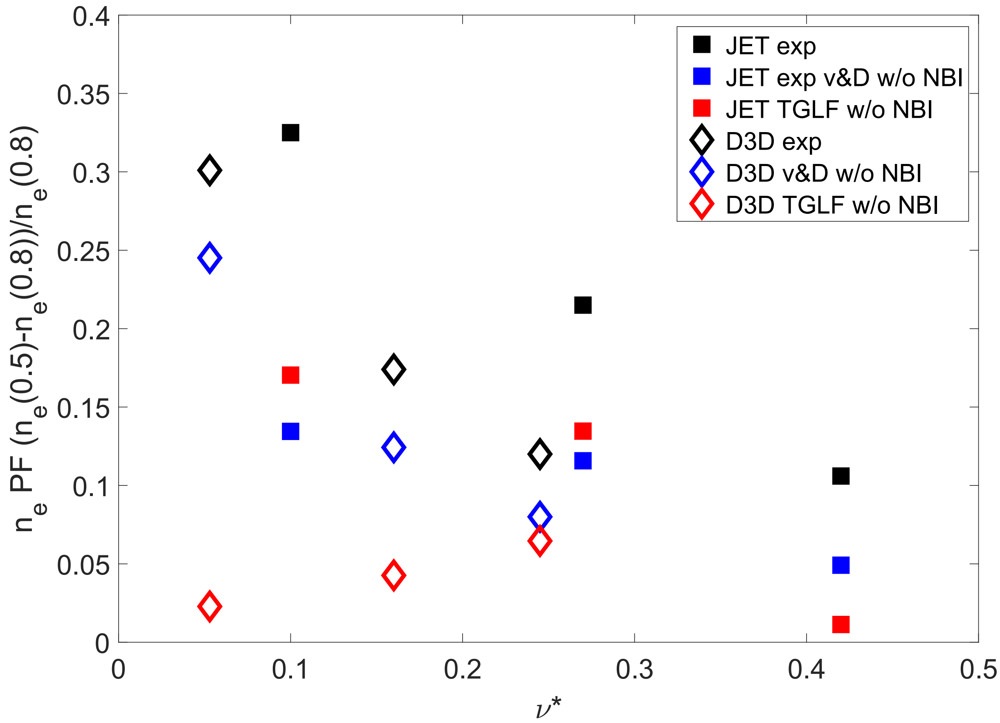 n_e PF (n_e(0.5)-n_e(0.8))/n_e(0.8)
0.4
0.35
0.3
0.25
0.2
0.15
0.1
0.05
0
JET exp
JET exp v&D w/o NBI
JET TGLF w/o NBI
D3D exp
D3D v&D w/o NBI
D3D TGLF w/o NBI
0 0.1 0.2 0.3 0.4 0.5
ν*